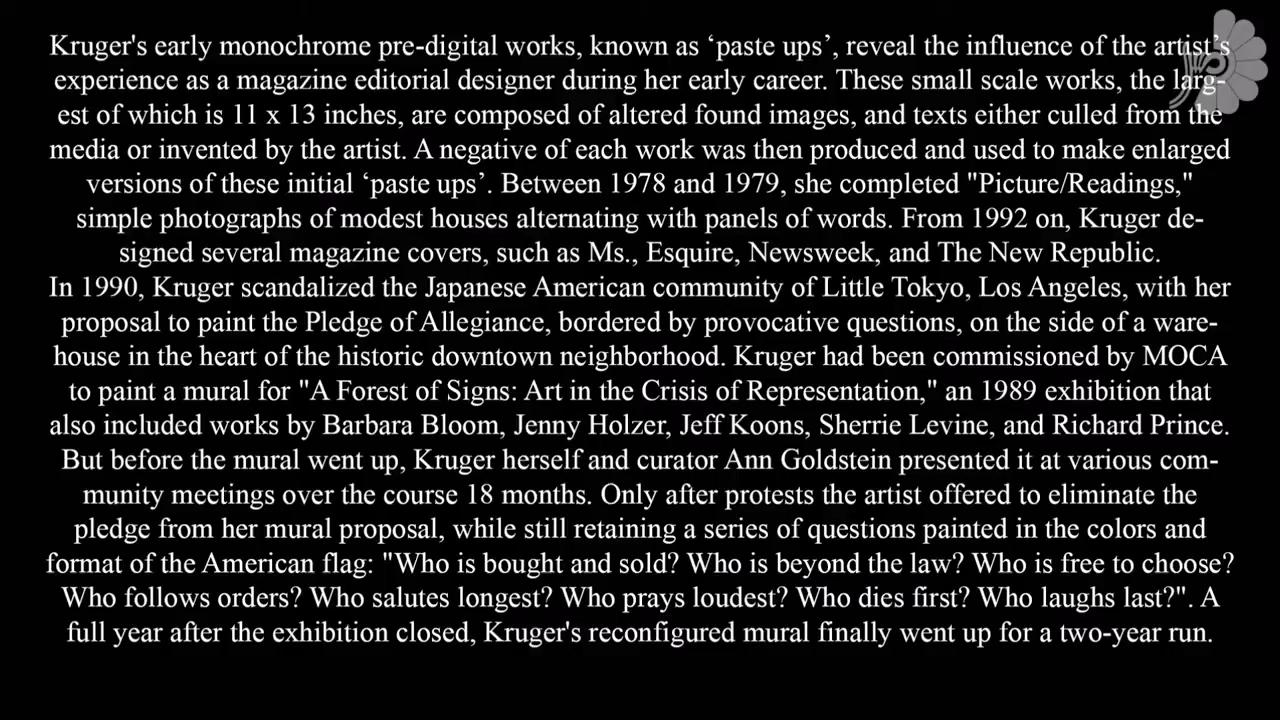 Kruger's early monochrome pre-digital works, known as ‘paste ups’, reveal the influence of the artist’s
experience as a magazine editorial designer during her early career. These small scale works, the larg-
est of which is 11 x 13 inches, are composed of altered found images, and texts either culled from the
media or invented by the artist. A negative of each work was then produced and used to make enlarged
versions of these initial ‘paste ups’. Between 1978 and 1979, she completed "Picture/Readings,"
simple photographs of modest houses alternating with panels of words. From 1992 on, Kruger de-
signed several magazine covers, such as Ms., Esquire, Newsweek, and The New Republic.
In 1990, Kruger scandalized the Japanese American community of Little Tokyo, Los Angeles, with her
proposal to paint the Pledge of Allegiance, bordered by provocative questions, on the side of a ware-
house in the heart of the historic downtown neighborhood. Kruger had been commissioned by MOCA
to paint a mural for "A Forest of Signs: Art in the Crisis of Representation," an 1989 exhibition that
also included works by Barbara Bloom, Jenny Holzer, Jeff Koons, Sherrie Levine, and Richard Prince.
But before the mural went up, Kruger herself and curator Ann Goldstein presented it at various com-
munity meetings over the course 18 months. Only after protests the artist offered to eliminate the
pledge from her mural proposal, while still retaining a series of questions painted in the colors and
format of the American flag: "Who is bought and sold? Who is beyond the law? Who is free to choose?
Who follows orders? Who salutes longest? Who prays loudest? Who dies first? Who laughs last?". A
full year after the exhibition closed, Kruger's reconfigured mural finally went up for a two-year run.